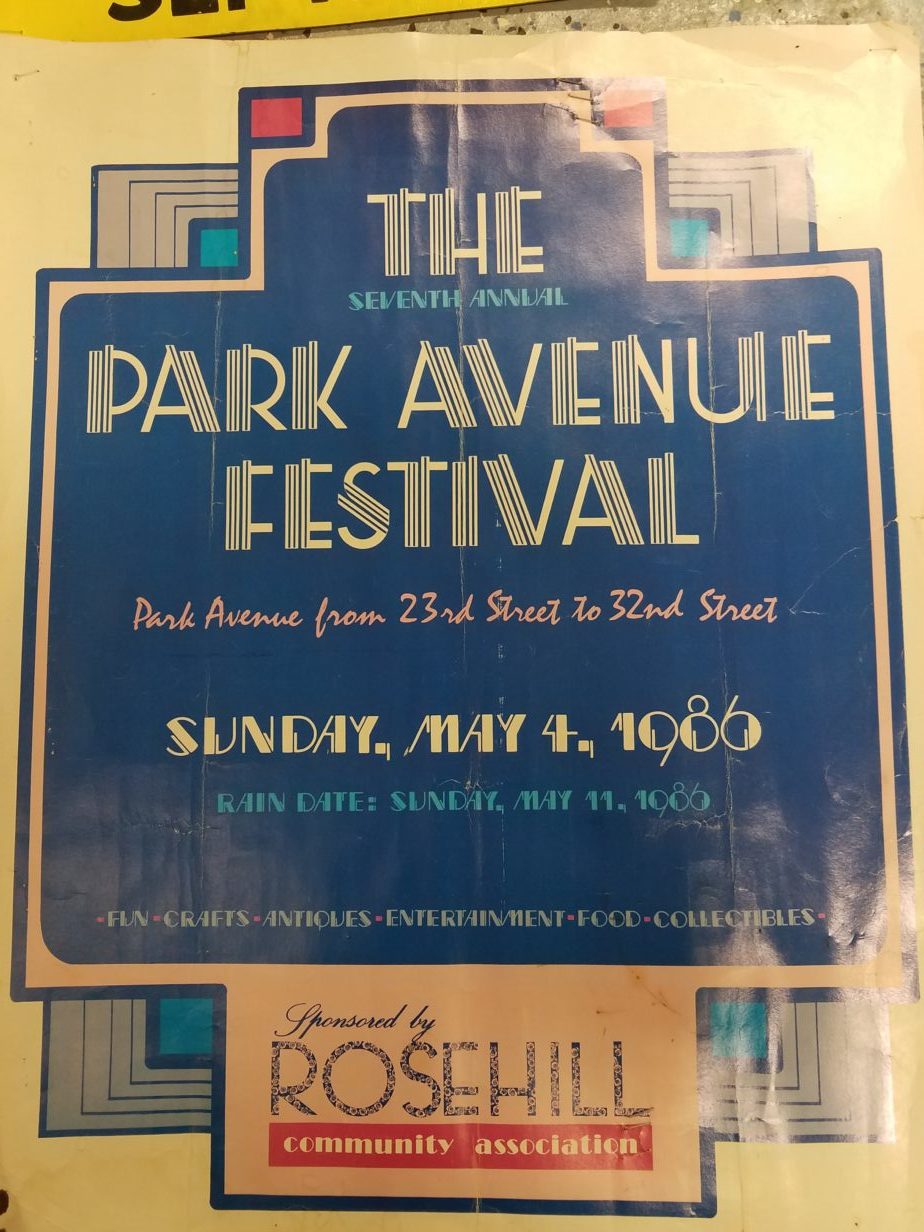 THE
SEVENTH ANNUAL
PARK AVENUE
FESTIVAL
Park Avenue from 23rd Street to 32nd Street
SUNDAY, MAY 4, 1986
RAIN DATE: SUNDAY, MAY 11, 1986
·FUN·CRAFTS·ANTIQUES·ENTERTAINMENT·FOOD·COLLECTIBLES·
Sponsored by
ROSEHILL
community association